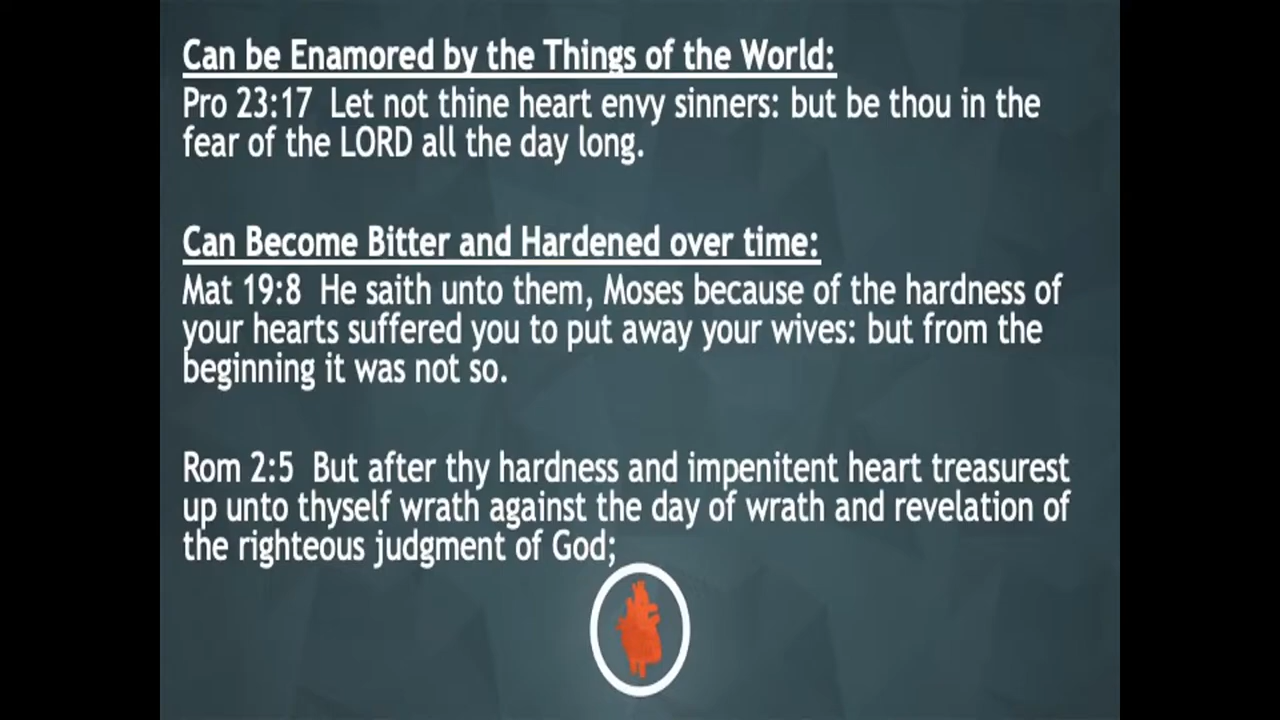 Can be Enamored by the Things of the World:
Pro 23:17  Let not thine heart envy sinners: but be thou in the
fear of the LORD all the day long.
Can Become Bitter and Hardened over time:
Mat 19:8  He saith unto them, Moses because of the hardness of
your hearts suffered you to put away your wives: but from the
beginning it was not so.
Rom 2:5  But after thy hardness and impenitent heart treasurest
up unto thyself wrath against the day of wrath and revelation of
the righteous judgment of God;